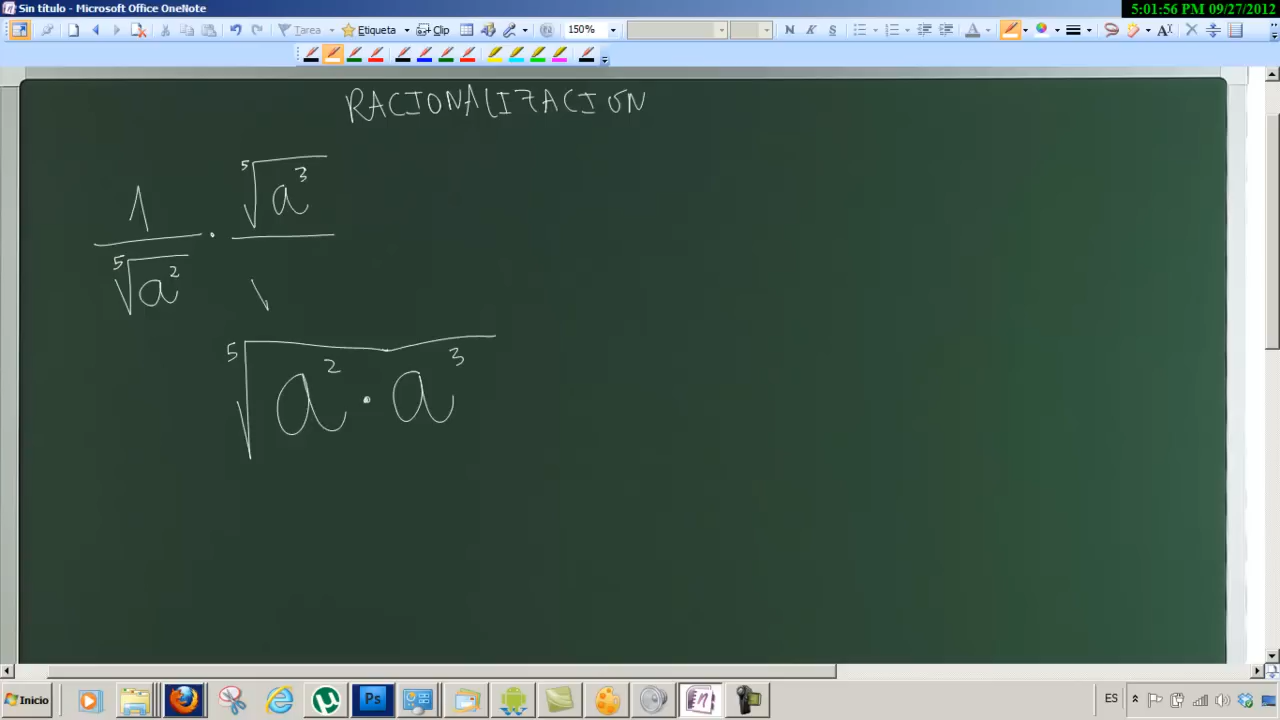 Sin título - Microsoft Office OneNote
5:01:56 PM 09/27/2012
Tarea Etiqueta Clip 150% N K S A
RACIONALIZACION
1/⁵√a² · ⁵√a³/
⁵√a² · a³
Inicio Ps ES